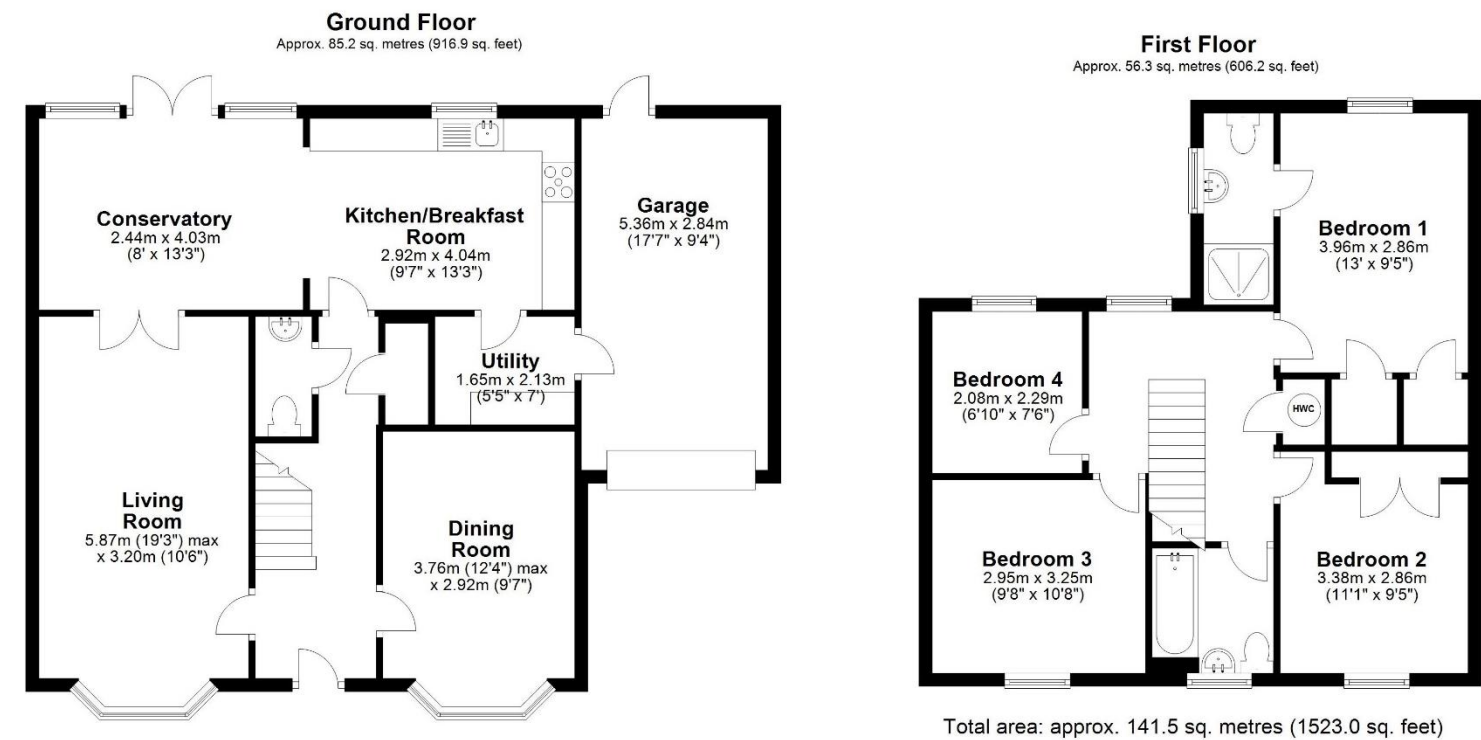 Ground Floor
Approx. 85.2 sq. metres (916.9 sq. feet)
Conservatory
2.44m x 4.03m
(8' x 13'3")
Kitchen/Breakfast
Room
2.92m x 4.04m
(9'7" x 13'3")
Garage
5.36m x 2.84m
(17'7" x 9'4")
Utility
1.65m x 2.13m
(5'5" x 7')
Living
Room
5.87m (19'3") max
x 3.20m (10'6")
Dining
Room
3.76m (12'4") max
x 2.92m (9'7")
First Floor
Approx. 56.3 sq. metres (606.2 sq. feet)
Bedroom 1
3.96m x 2.86m
(13' x 9'5")
Bedroom 4
2.08m x 2.29m
(6'10" x 7'6")
HWC
Bedroom 3
2.95m x 3.25m
(9'8" x 10'8")
Bedroom 2
3.38m x 2.86m
(11'1" x 9'5")
Total area: approx. 141.5 sq. metres (1523.0 sq. feet)